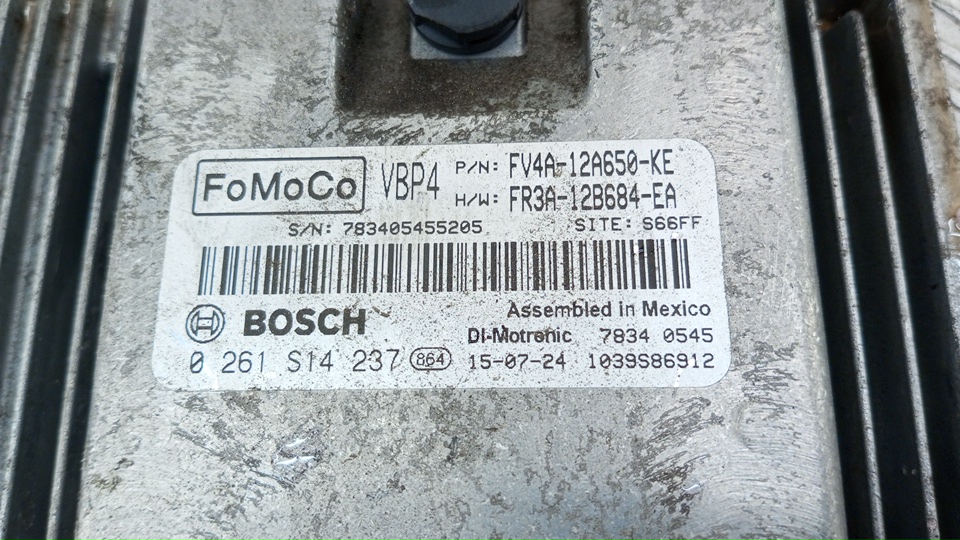 FoMoCo VBP4 P/N: FV4A-12A650-KE
H/W: FR3A-12B684-EA
S/N: 783405455205 SITE: S66FF
Assembled in Mexico
BOSCH
DI-Motronic 7834 0545
0 261 S14 237 864 15-07-24 1039S86912